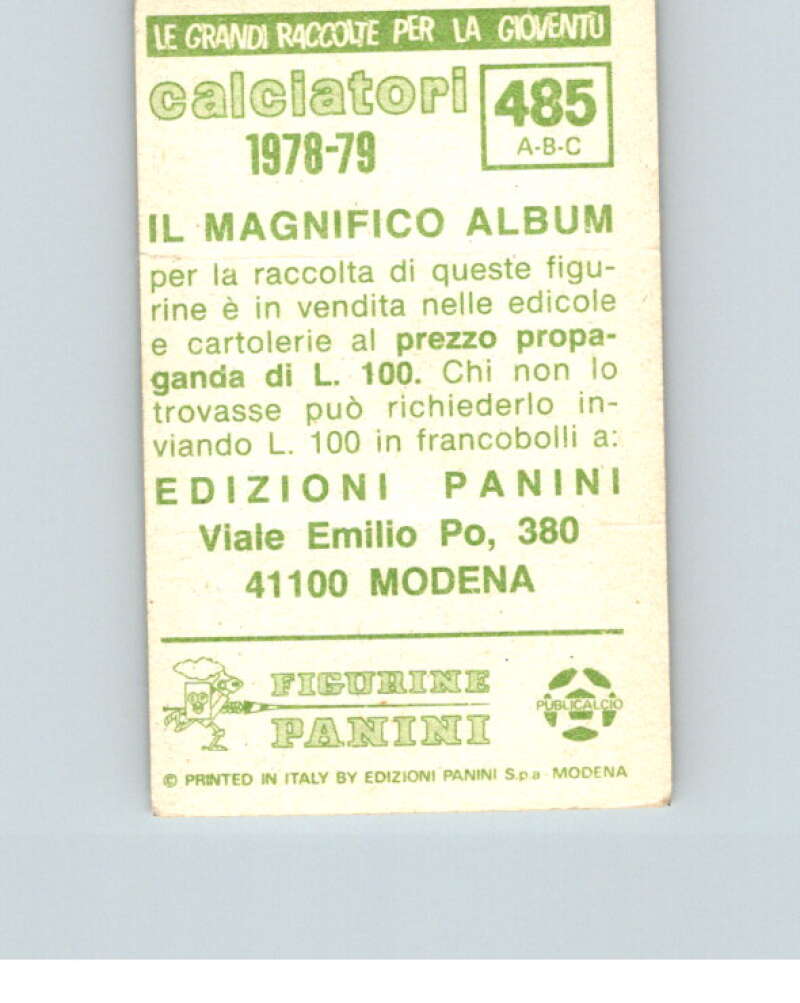 LE GRANDI RACCOLTE PER LA GIOVENTÙ
calciatori
1978-79
485
A-B-C
IL MAGNIFICO ALBUM
per la raccolta di queste figu-
rine è in vendita nelle edicole
e cartolerie al prezzo propa-
ganda di L. 100. Chi non lo
trovasse può richiederlo in-
viando L. 100 in francobolli a:
EDIZIONI PANINI
Viale Emilio Po, 380
41100 MODENA
FIGURINE
PANINI
PUBLICALCIO
© PRINTED IN ITALY BY EDIZIONI PANINI S.p.a - MODENA